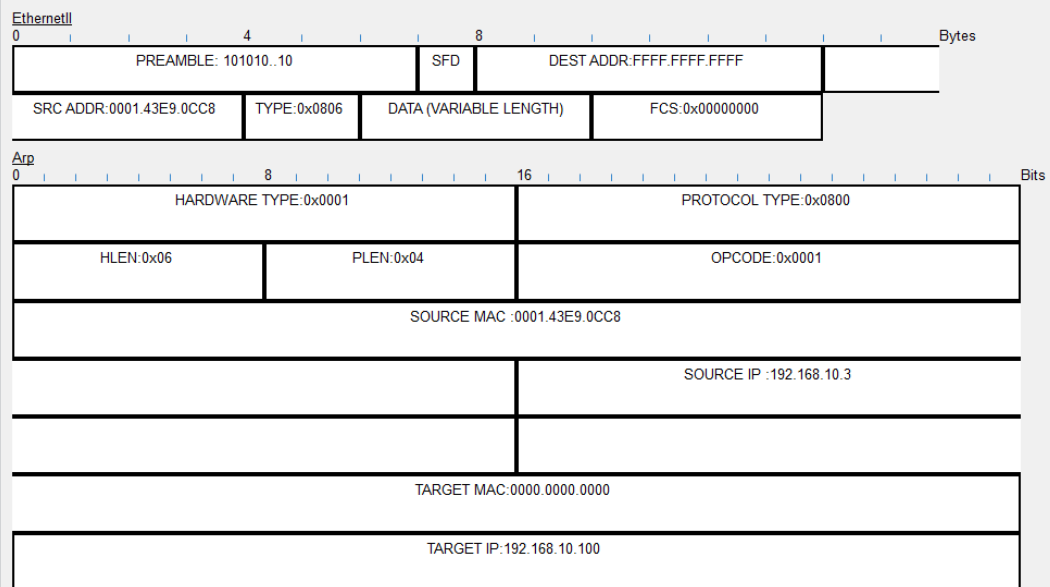 EthernetII
0 4 8 Bytes
PREAMBLE: 101010..10 SFD DEST ADDR:FFFF.FFFF.FFFF
SRC ADDR:0001.43E9.0CC8 TYPE:0x0806 DATA (VARIABLE LENGTH) FCS:0x00000000
Arp
0 8 16 Bits
HARDWARE TYPE:0x0001 PROTOCOL TYPE:0x0800
HLEN:0x06 PLEN:0x04 OPCODE:0x0001
SOURCE MAC :0001.43E9.0CC8
SOURCE IP :192.168.10.3
TARGET MAC:0000.0000.0000
TARGET IP:192.168.10.100